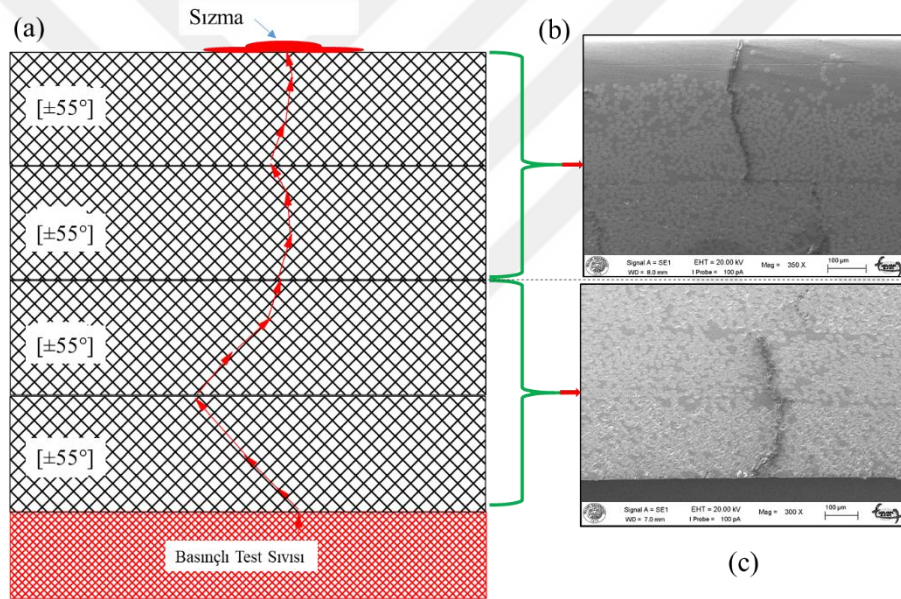 (a)
Sızma
[±55°]
[±55°]
[±55°]
[±55°]
Basınçlı Test Sıvısı
(b)
Signal A = SE1 EHT = 20.00 kV Mag = 350 X 100 µm
WD = 8.0 mm I Probe = 100 pA
Signal A = SE1 EHT = 20.00 kV Mag = 300 X 100 µm
WD = 7.0 mm I Probe = 100 pA
(c)